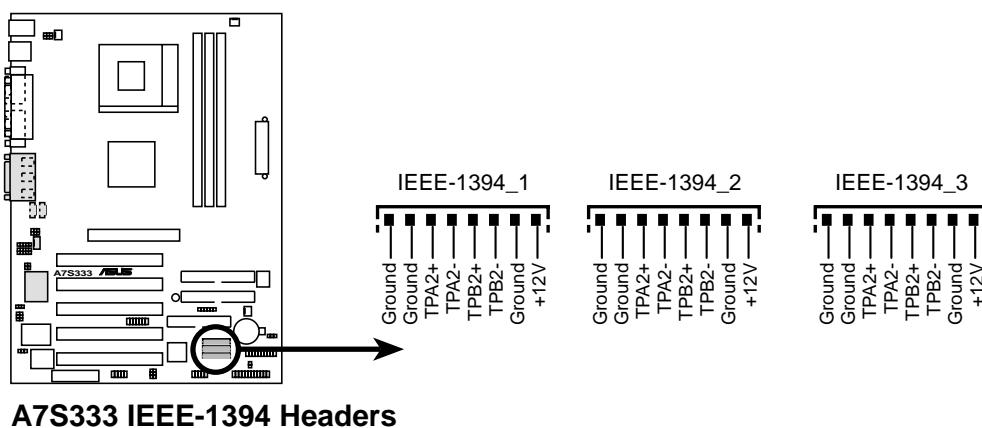 IEEE-1394_1
IEEE-1394_2
IEEE-1394_3
Ground
Ground
TPA2+
TPA2-
TPB2+
TPB2-
Ground
+12V
Ground
Ground
TPA2+
TPA2-
TPB2+
TPB2-
Ground
+12V
Ground
Ground
TPA2+
TPA2-
TPB2+
TPB2-
Ground
+12V
A7S333 ASUS
A7S333 IEEE-1394 Headers